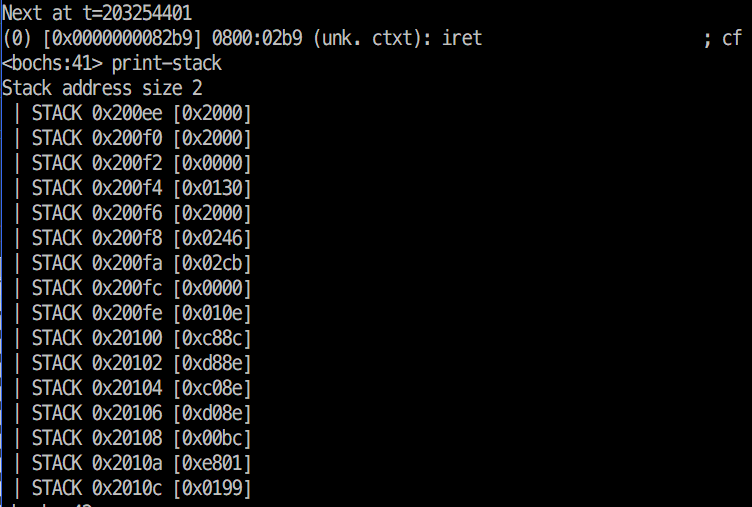 Next at t=203254401
(0) [0x0000000082b9] 0800:02b9 (unk. ctxt): iret ; cf
<bochs:41> print-stack
Stack address size 2
| STACK 0x200ee [0x2000]
| STACK 0x200f0 [0x2000]
| STACK 0x200f2 [0x0000]
| STACK 0x200f4 [0x0130]
| STACK 0x200f6 [0x2000]
| STACK 0x200f8 [0x0246]
| STACK 0x200fa [0x02cb]
| STACK 0x200fc [0x0000]
| STACK 0x200fe [0x010e]
| STACK 0x20100 [0xc88c]
| STACK 0x20102 [0xd88e]
| STACK 0x20104 [0xc08e]
| STACK 0x20106 [0xd08e]
| STACK 0x20108 [0x00bc]
| STACK 0x2010a [0xe801]
| STACK 0x2010c [0x0199]